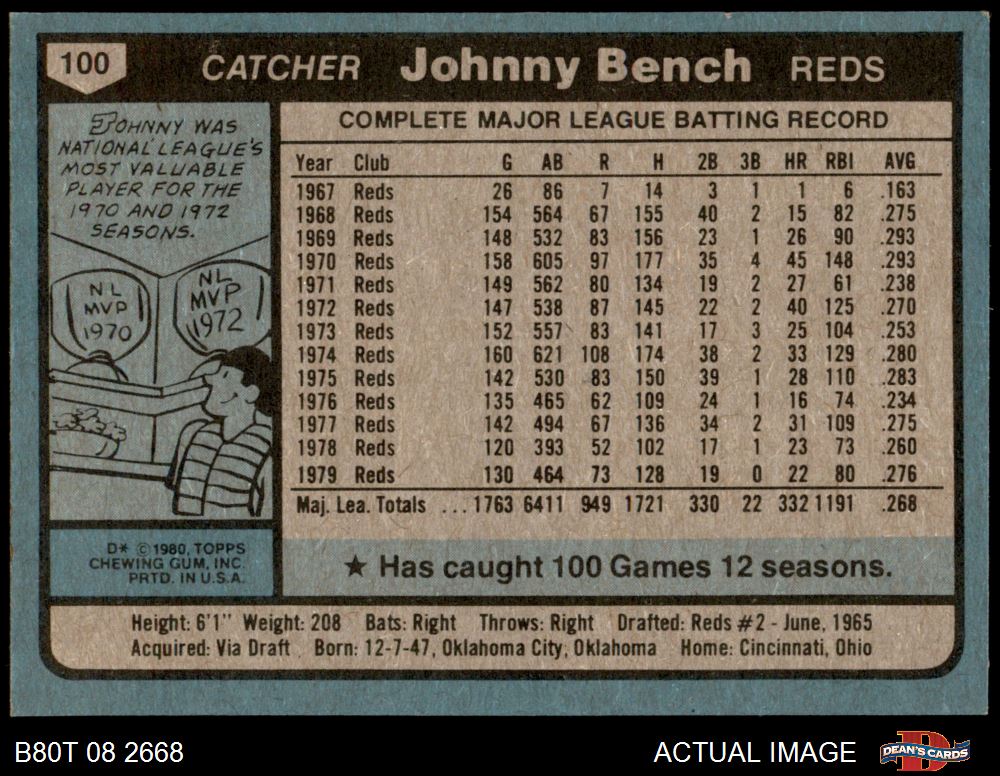 100 CATCHER Johnny Bench REDS
JOHNNY WAS
NATIONAL LEAGUE'S
MOST VALUABLE
PLAYER FOR THE
1970 AND 1972
SEASONS.
NL
MVP
1970
NL
MVP
1972
D* © 1980, TOPPS
CHEWING GUM, INC.
PRTD. IN U.S.A.
COMPLETE MAJOR LEAGUE BATTING RECORD
Year Club G AB R H 2B 3B HR RBI AVG
1967 Reds 26 86 7 14 3 1 1 6 .163
1968 Reds 154 564 67 155 40 2 15 82 .275
1969 Reds 148 532 83 156 23 1 26 90 .293
1970 Reds 158 605 97 177 35 4 45 148 .293
1971 Reds 149 562 80 134 19 2 27 61 .238
1972 Reds 147 538 87 145 22 2 40 125 .270
1973 Reds 152 557 83 141 17 3 25 104 .253
1974 Reds 160 621 108 174 38 2 33 129 .280
1975 Reds 142 530 83 150 39 1 28 110 .283
1976 Reds 135 465 62 109 24 1 16 74 .234
1977 Reds 142 494 67 136 34 2 31 109 .275
1978 Reds 120 393 52 102 17 1 23 73 .260
1979 Reds 130 464 73 128 19 0 22 80 .276
Maj. Lea. Totals ... 1763 6411 949 1721 330 22 332 1191 .268
★ Has caught 100 Games 12 seasons.
Height: 6'1" Weight: 208 Bats: Right Throws: Right Drafted: Reds #2 - June, 1965
Acquired: Via Draft Born: 12-7-47, Oklahoma City, Oklahoma Home: Cincinnati, Ohio
B80T 08 2668 ACTUAL IMAGE DEAN'S CARDS